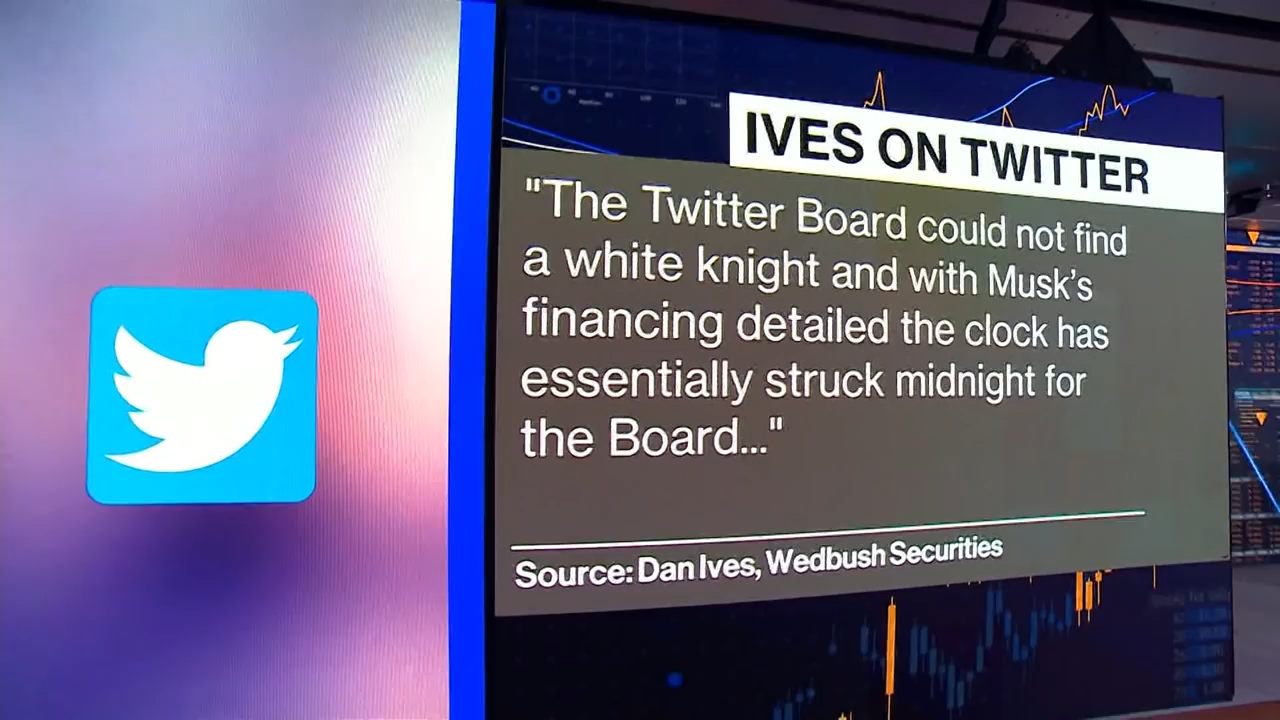 IVES ON TWITTER
"The Twitter Board could not find
a white knight and with Musk's
financing detailed the clock has
essentially struck midnight for
the Board..."
Source: Dan Ives, Wedbush Securities